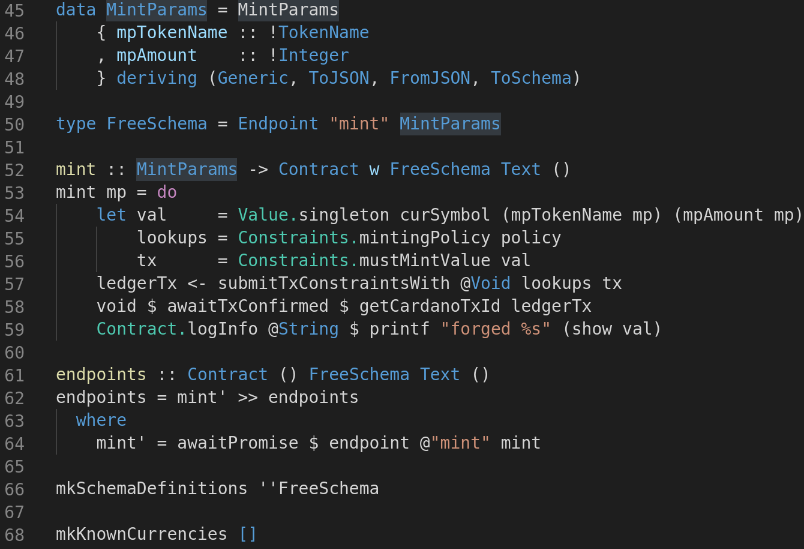 45 data MintParams = MintParams
46     { mpTokenName :: !TokenName
47     , mpAmount    :: !Integer
48     } deriving (Generic, ToJSON, FromJSON, ToSchema)
49
50 type FreeSchema = Endpoint "mint" MintParams
51
52 mint :: MintParams -> Contract w FreeSchema Text ()
53 mint mp = do
54     let val     = Value.singleton curSymbol (mpTokenName mp) (mpAmount mp)
55         lookups = Constraints.mintingPolicy policy
56         tx      = Constraints.mustMintValue val
57     ledgerTx <- submitTxConstraintsWith @Void lookups tx
58     void $ awaitTxConfirmed $ getCardanoTxId ledgerTx
59     Contract.logInfo @String $ printf "forged %s" (show val)
60
61 endpoints :: Contract () FreeSchema Text ()
62 endpoints = mint' >> endpoints
63   where
64     mint' = awaitPromise $ endpoint @"mint" mint
65
66 mkSchemaDefinitions ''FreeSchema
67
68 mkKnownCurrencies []